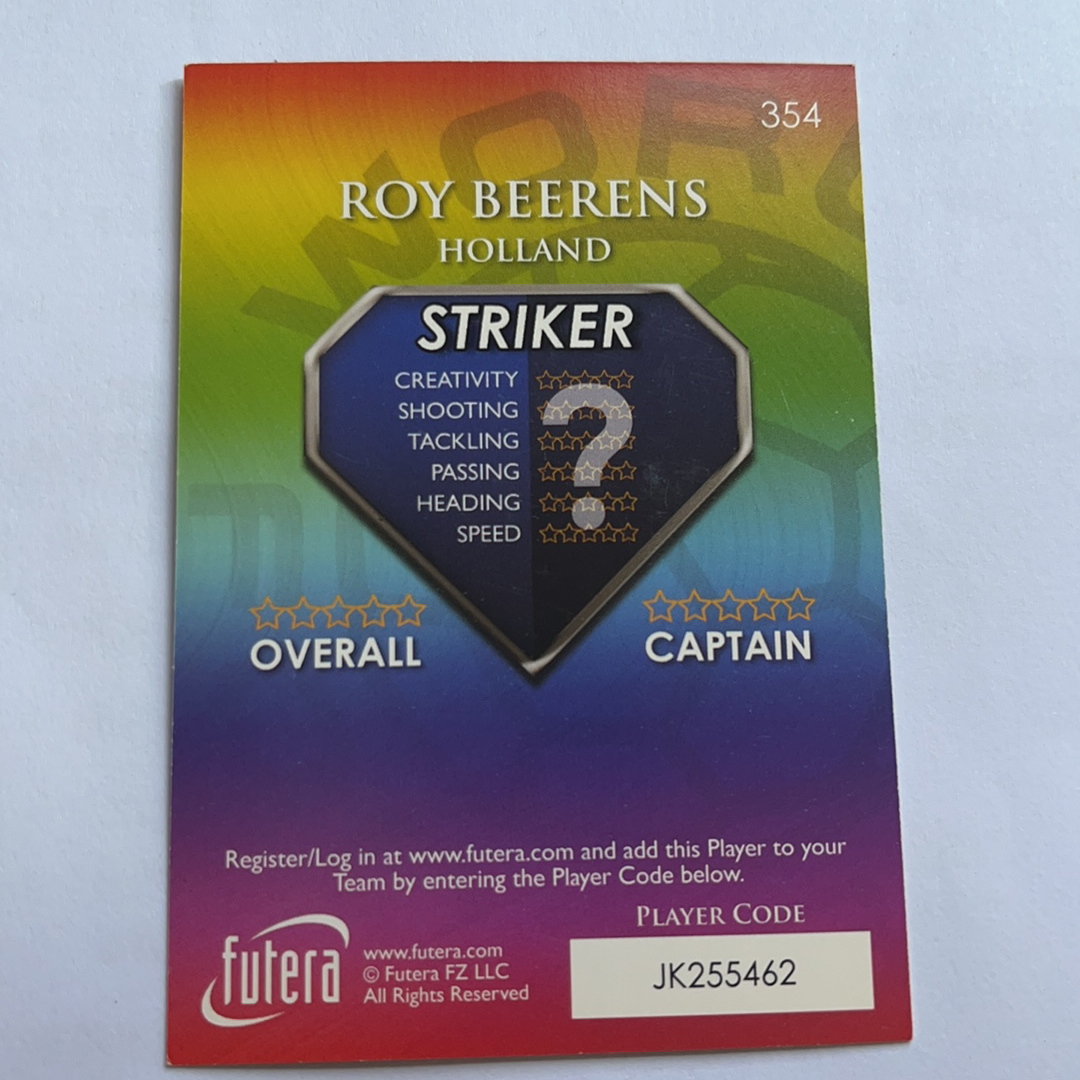 354
ROY BEERENS
HOLLAND
STRIKER
CREATIVITY
SHOOTING
TACKLING
PASSING
HEADING
SPEED
?
OVERALL
CAPTAIN
Register/Log in at www.futera.com and add this Player to your
Team by entering the Player Code below.
PLAYER CODE
JK255462
futera
www.futera.com
© Futera FZ LLC
All Rights Reserved